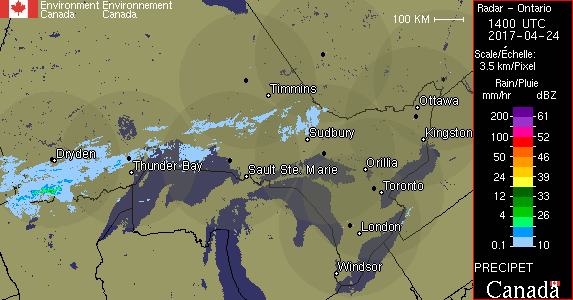 Environment Environnement
Canada Canada
100 KM
Timmins
Ottawa
Sudbury
Kingston
Dryden
Thunder Bay
Sault Ste. Marie
Orillia
Toronto
London
Windsor
Radar - Ontario
1400 UTC
2017-04-24
Scale/Échelle:
3.5 km/Pixel
Rain/Pluie
mm/hr dBZ
200 61
100 52
50 46
24 39
12 33
4 26
0.1 10
PRECIPET
Canada